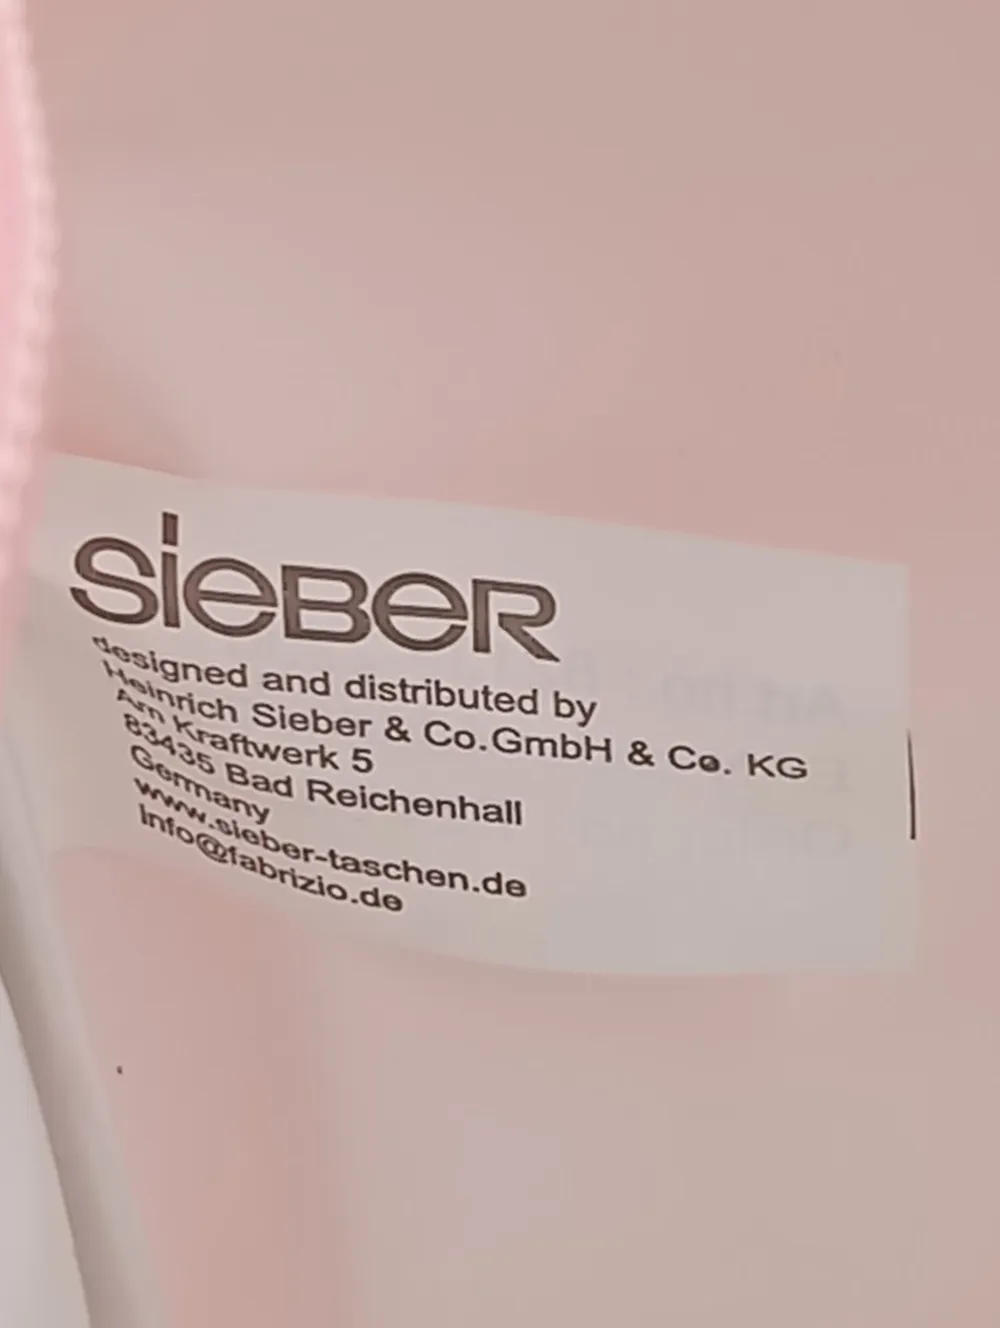 SIEBER
designed and distributed by
Heinrich Sieber & Co.GmbH & Co. KG
Am Kraftwerk 5
83435 Bad Reichenhall
Germany
www.sieber-taschen.de
Info@fabrizio.de